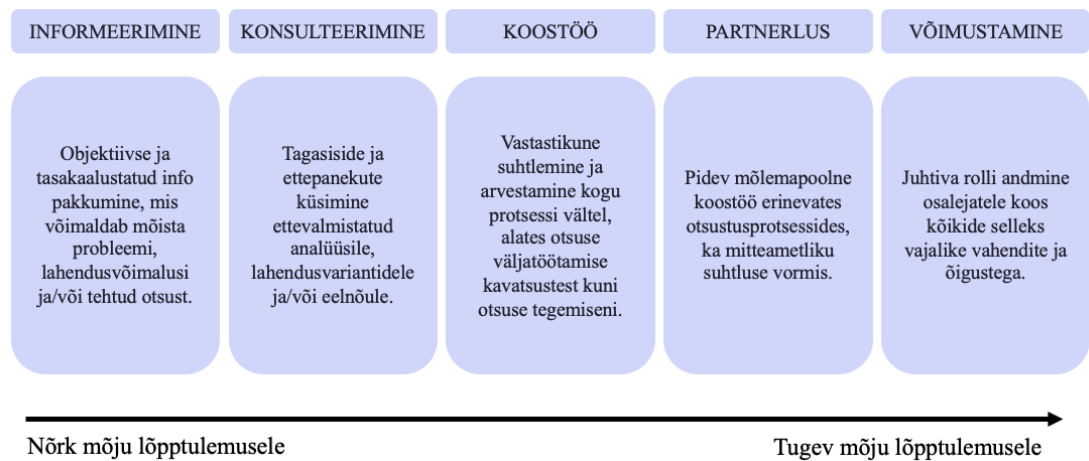 INFORMEERIMINE
KONSULTEERIMINE
KOOSTÖÖ
PARTNERLUS
VÕIMUSTAMINE
Objektiivse ja
tasakaalustatud info
pakkumine, mis
võimaldab mõista
probleemi,
lahendusvõimalusi
ja/või tehtud otsust.
Tagasiside ja
ettepanekute
küsimine
ettevalmistatud
analüüsile,
lahendusvariantidele
ja/või eelnõule.
Vastastikune
suhtlemine ja
arvestamine kogu
protsessi vältel,
alates otsuse
väljatöötamise
kavatsustest kuni
otsuse tegemiseni.
Pidev mõlemapoolne
koostöö erinevates
otsustusprotsessides,
ka mitteametliku
suhtluse vormis.
Juhtiva rolli andmine
osalejatele koos
kõikide selleks
vajalike vahendite ja
õigustega.
Nõrk mõju lõpptulemusele
Tugev mõju lõpptulemusele